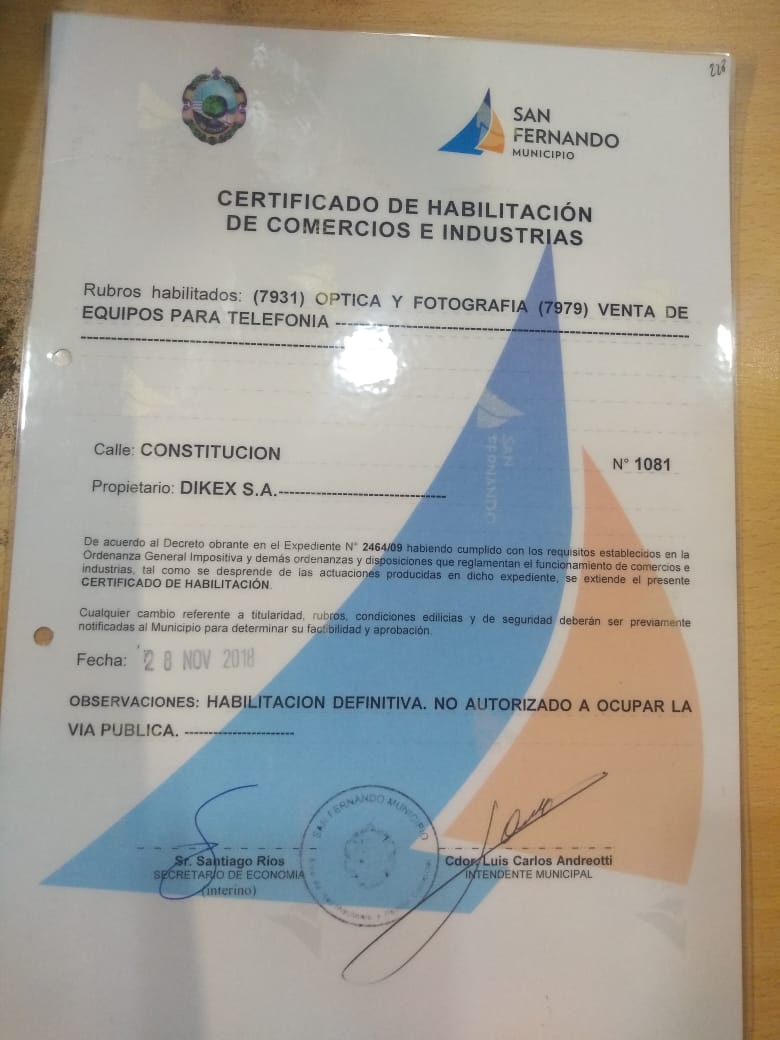 228
SAN
FERNANDO
MUNICIPIO
CERTIFICADO DE HABILITACIÓN
DE COMERCIOS E INDUSTRIAS
Rubros habilitados: (7931) OPTICA Y FOTOGRAFIA (7979) VENTA DE
EQUIPOS PARA TELEFONIA ------------------------------------------------------------
---------------------------------------------
SAN
FERNANDO
Calle: CONSTITUCION
N° 1081
Propietario: DIKEX S.A.-----------------------------
De acuerdo al Decreto obrante en el Expediente N° 2464/09 habiendo cumplido con los requisitos establecidos en la
Ordenanza General Impositiva y demás ordenanzas y disposiciones que reglamentan el funcionamiento de comercios e
industrias, tal como se desprende de las actuaciones producidas en dicho expediente, se extiende el presente
CERTIFICADO DE HABILITACIÓN.
Cualquier cambio referente a titularidad, rubros, condiciones edilicias y de seguridad deberán ser previamente
notificadas al Municipio para determinar su factibilidad y aprobación.
Fecha: 28 NOV 2018
OBSERVACIONES: HABILITACION DEFINITIVA. NO AUTORIZADO A OCUPAR LA
VIA PUBLICA. ----------------------
SAN FERNANDO MUNICIPIO
Sr. Santiago Ríos
SECRETARIO DE ECONOMIA
(interino)
Cdor. Luis Carlos Andreotti
INTENDENTE MUNICIPAL